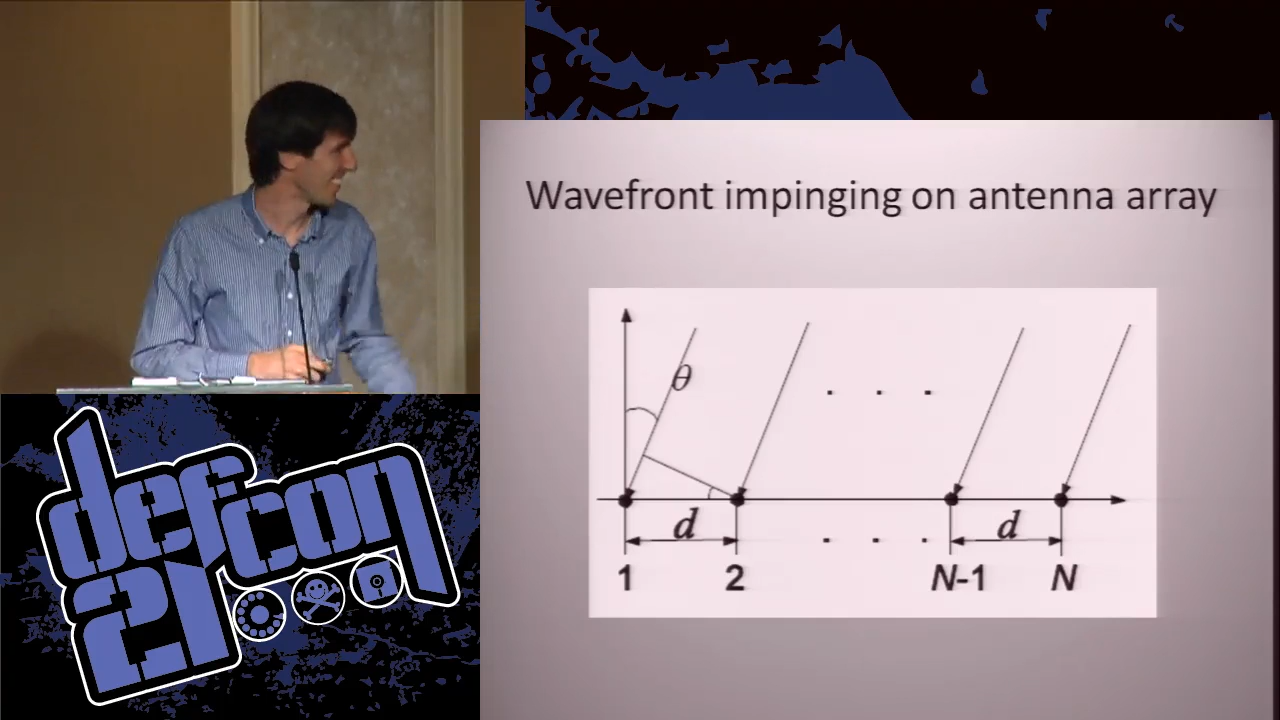 Wavefront impinging on antenna array
θ
. . .
d . . . d
1 2 N-1 N
defcon
21